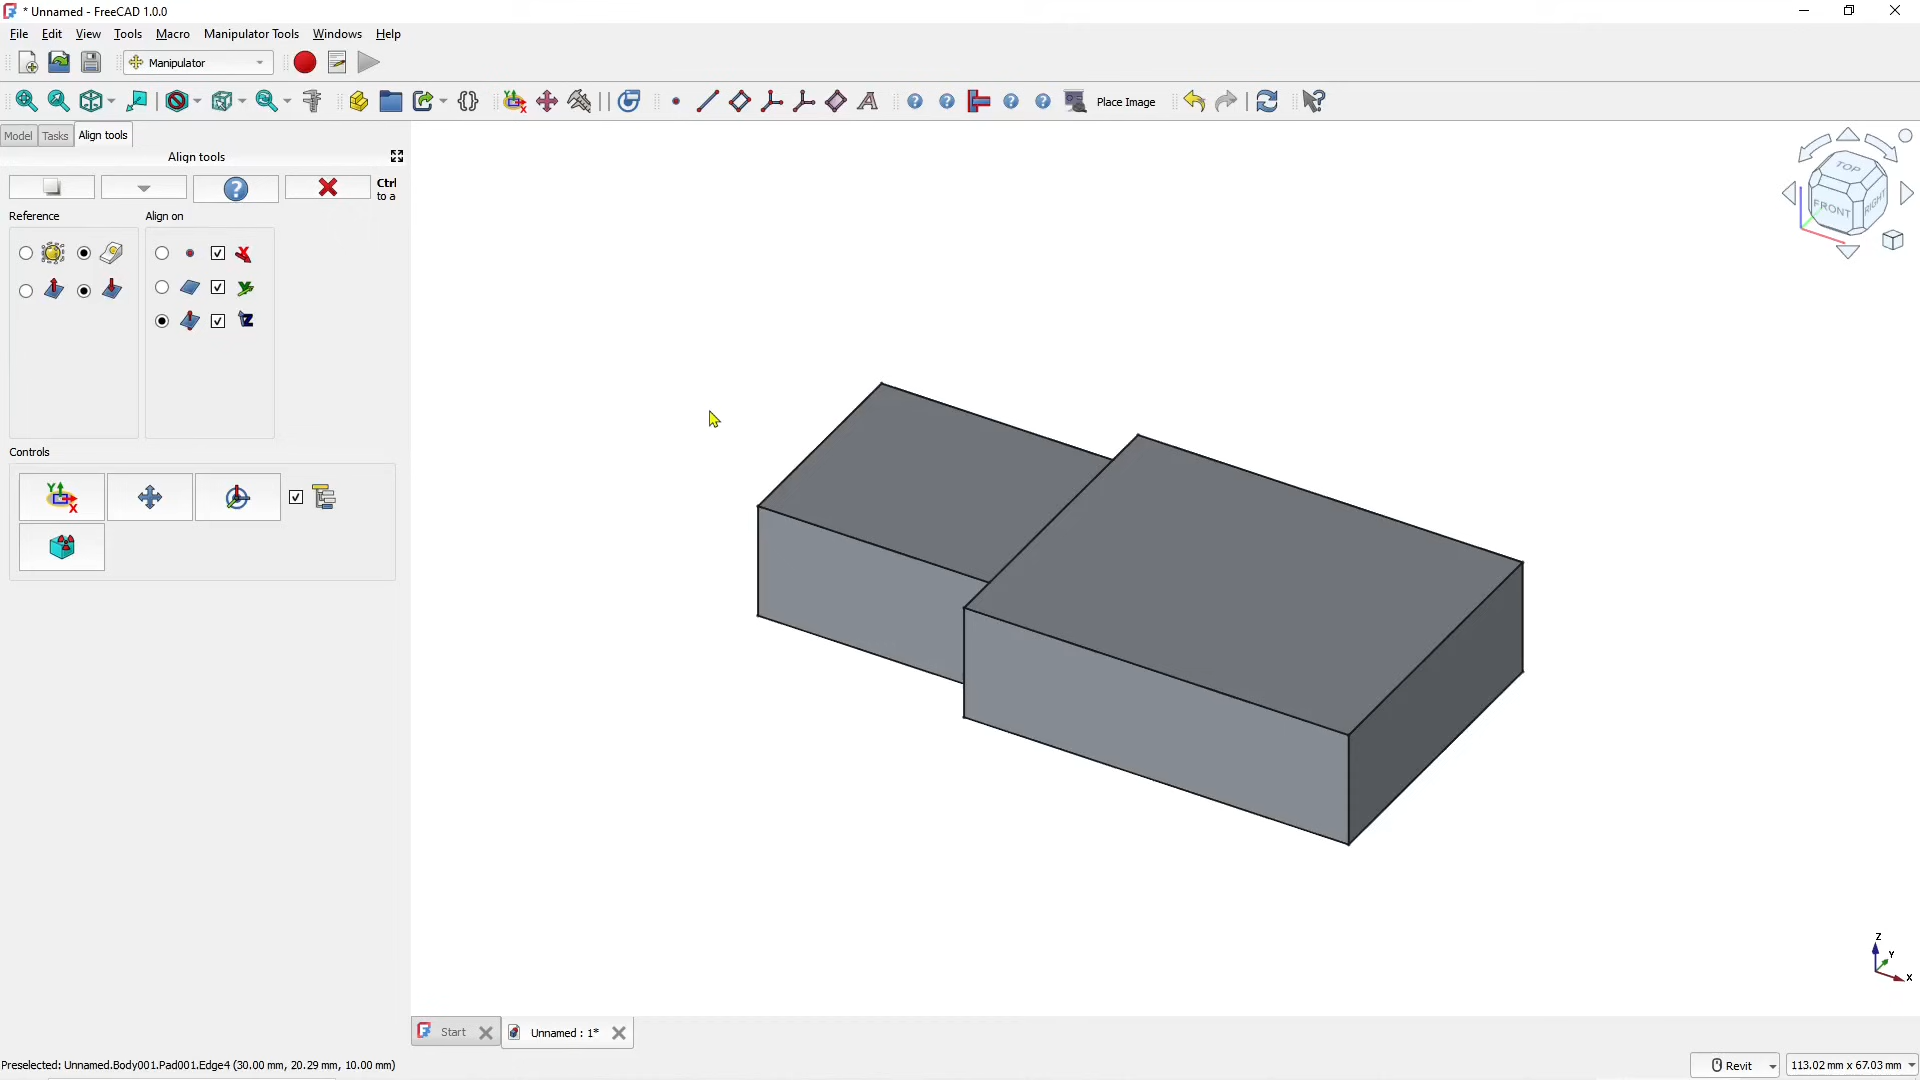 * Unnamed - FreeCAD 1.0.0
File Edit View Tools Macro Manipulator Tools Windows Help
Manipulator
Place Image
Model Tasks Align tools
Align tools
Ctrl
to a
Reference Align on
Controls
Y
X
TOP
FRONT RIGHT
Z
Y
X
Start Unnamed : 1*
Preselected: Unnamed.Body001.Pad001.Edge4 (30.00 mm, 20.29 mm, 10.00 mm) Revit 113.02 mm x 67.03 mm